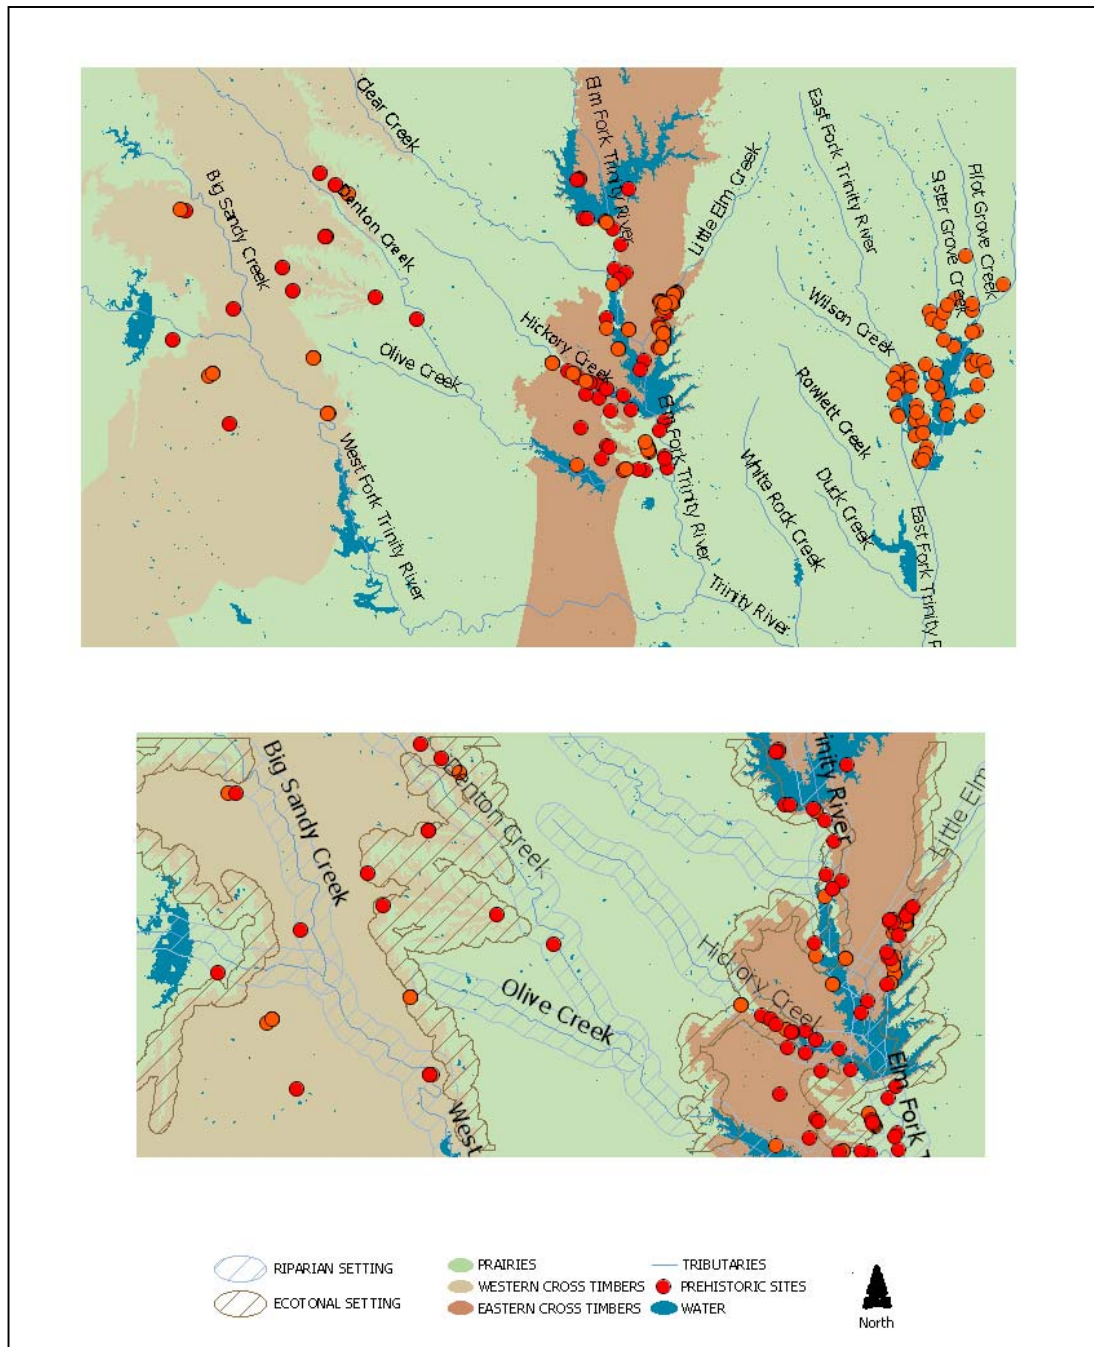 Clear Creek
Elm Fork Trinity River
East Fork Trinity River
Pilot Grove Creek
Sister Grove Creek
Big Sandy Creek
Denton Creek
Little Elm Creek
Wilson Creek
Hickory Creek
Olive Creek
Rowlett Creek
Elm Fork Trinity River
White Rock Creek
Duck Creek
West Fork Trinity River
East Fork Trinity R
Trinity River
Big Sandy Creek
Denton Creek
rinity River
Little Elm
Hickory Creek
Olive Creek
Elm Fork T
West
RIPARIAN SETTING
ECOTONAL SETTING
PRAIRIES
WESTERN CROSS TIMBERS
EASTERN CROSS TIMBERS
TRIBUTARIES
PREHISTORIC SITES
WATER
North